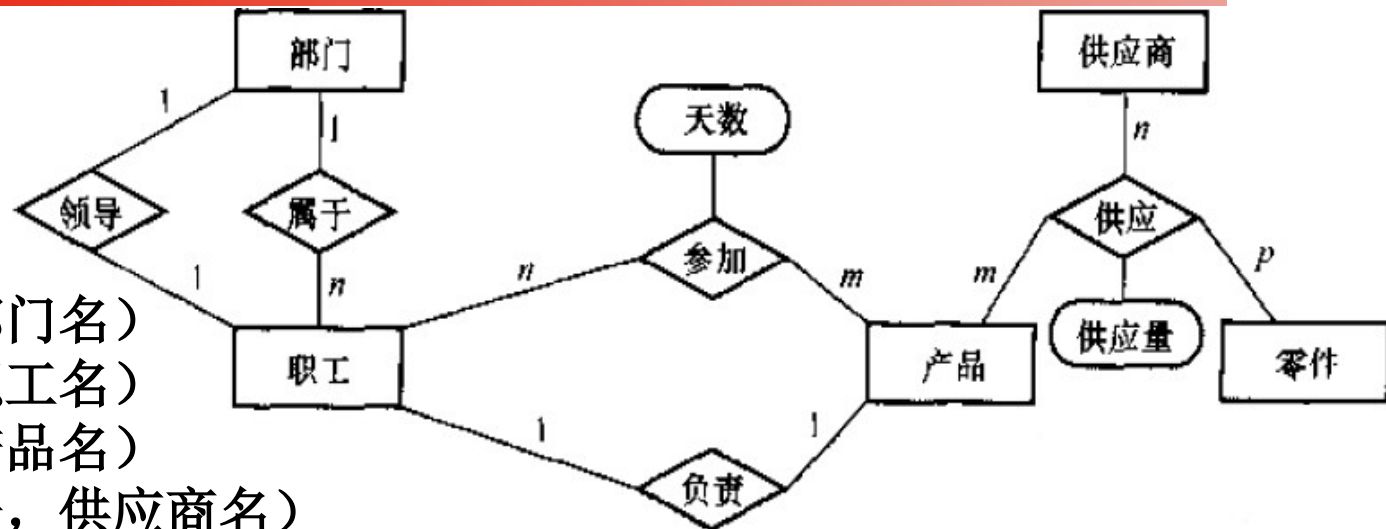 部门
供应商
1
1
天数
n
领导
属于
供应
参加
1
n
n
m
m
p
门名）
职工
产品
供应量
零件
工名）
品名）
1
1
负责
，供应商名）